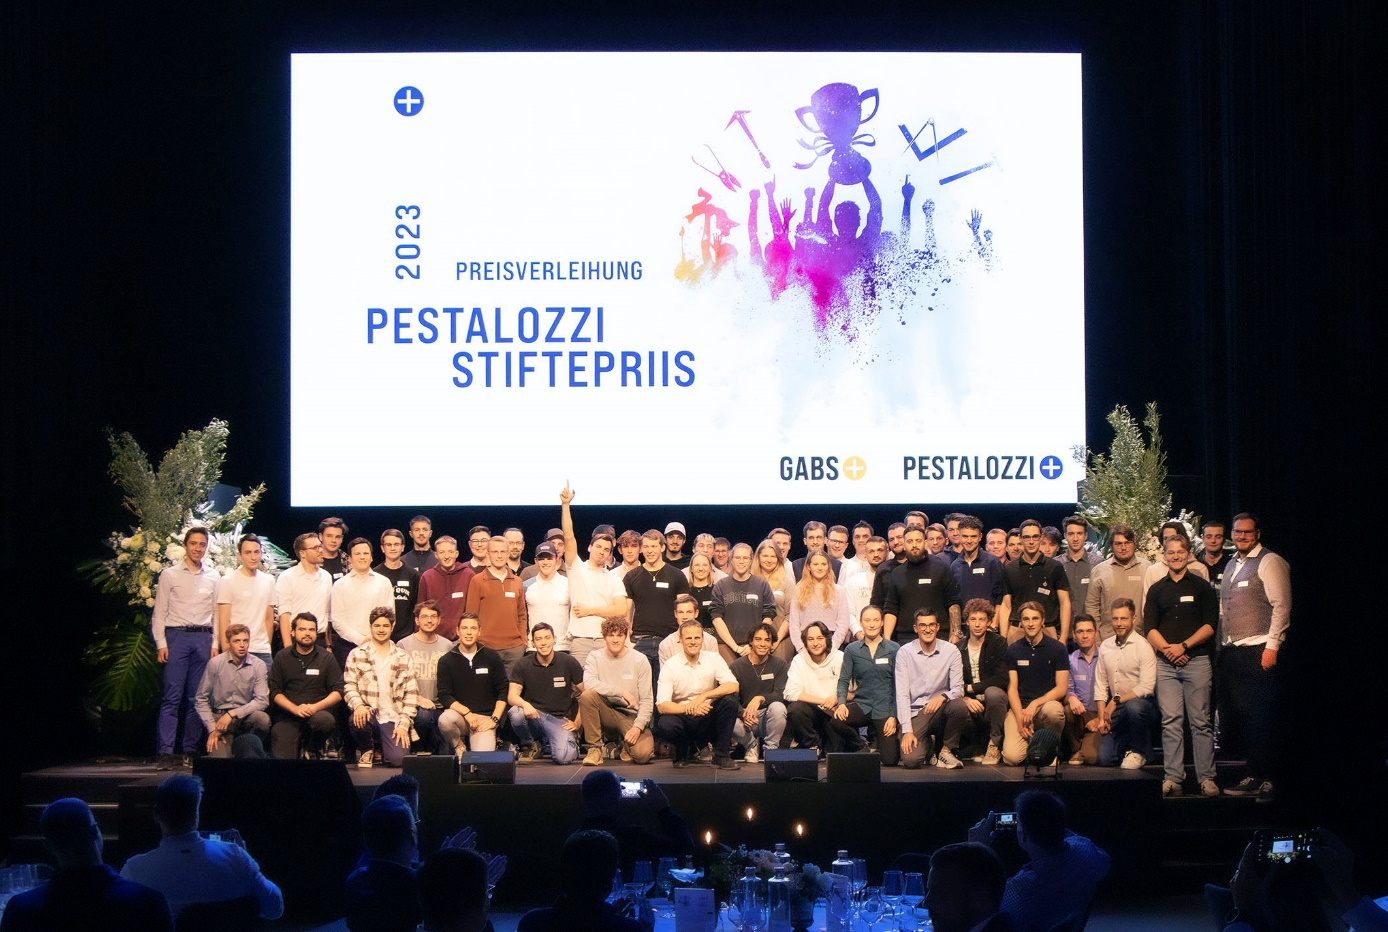 2023
PREISVERLEIHUNG
PESTALOZZI
STIFTEPRIIS
GABS
PESTALOZZI